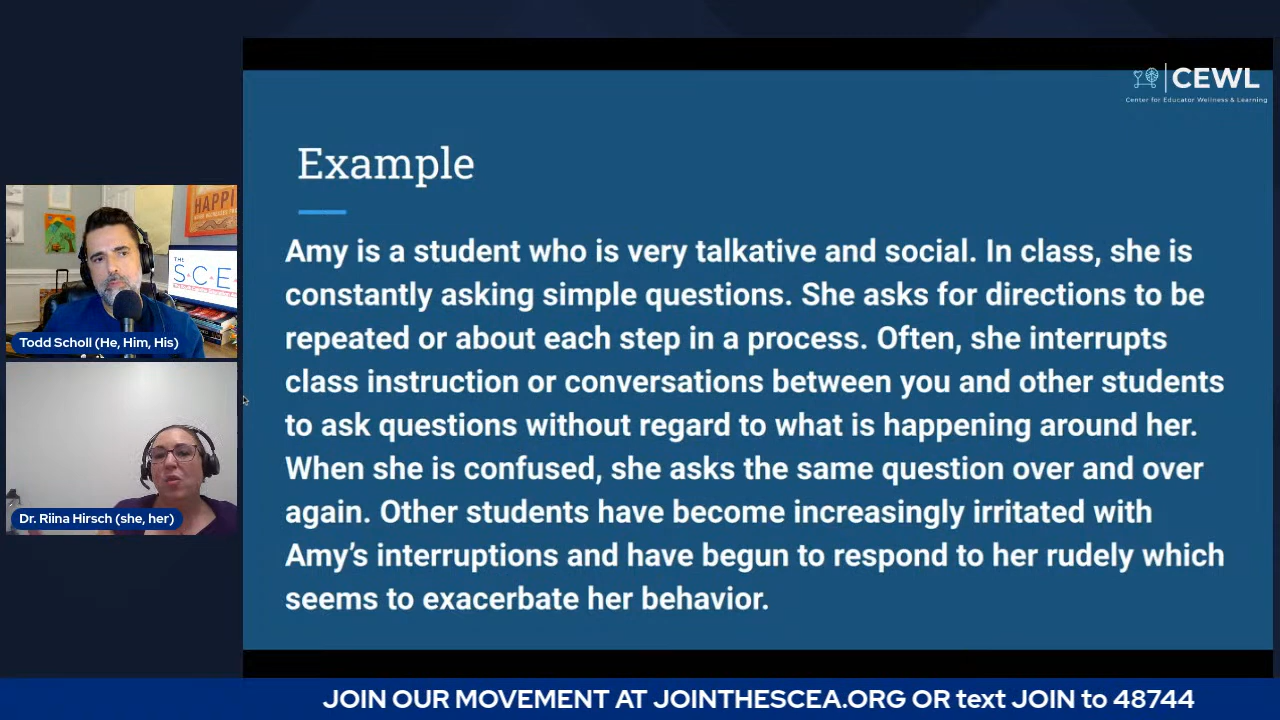 CEWL
Center for Educator Wellness & Learning
Example
Amy is a student who is very talkative and social. In class, she is
constantly asking simple questions. She asks for directions to be
repeated or about each step in a process. Often, she interrupts
class instruction or conversations between you and other students
to ask questions without regard to what is happening around her.
When she is confused, she asks the same question over and over
again. Other students have become increasingly irritated with
Amy’s interruptions and have begun to respond to her rudely which
seems to exacerbate her behavior.
HAPPI
THE
S.C.E
Todd Scholl (He, Him, His)
Dr. Riina Hirsch (she, her)
JOIN OUR MOVEMENT AT JOINTHESCEA.ORG OR text JOIN to 48744